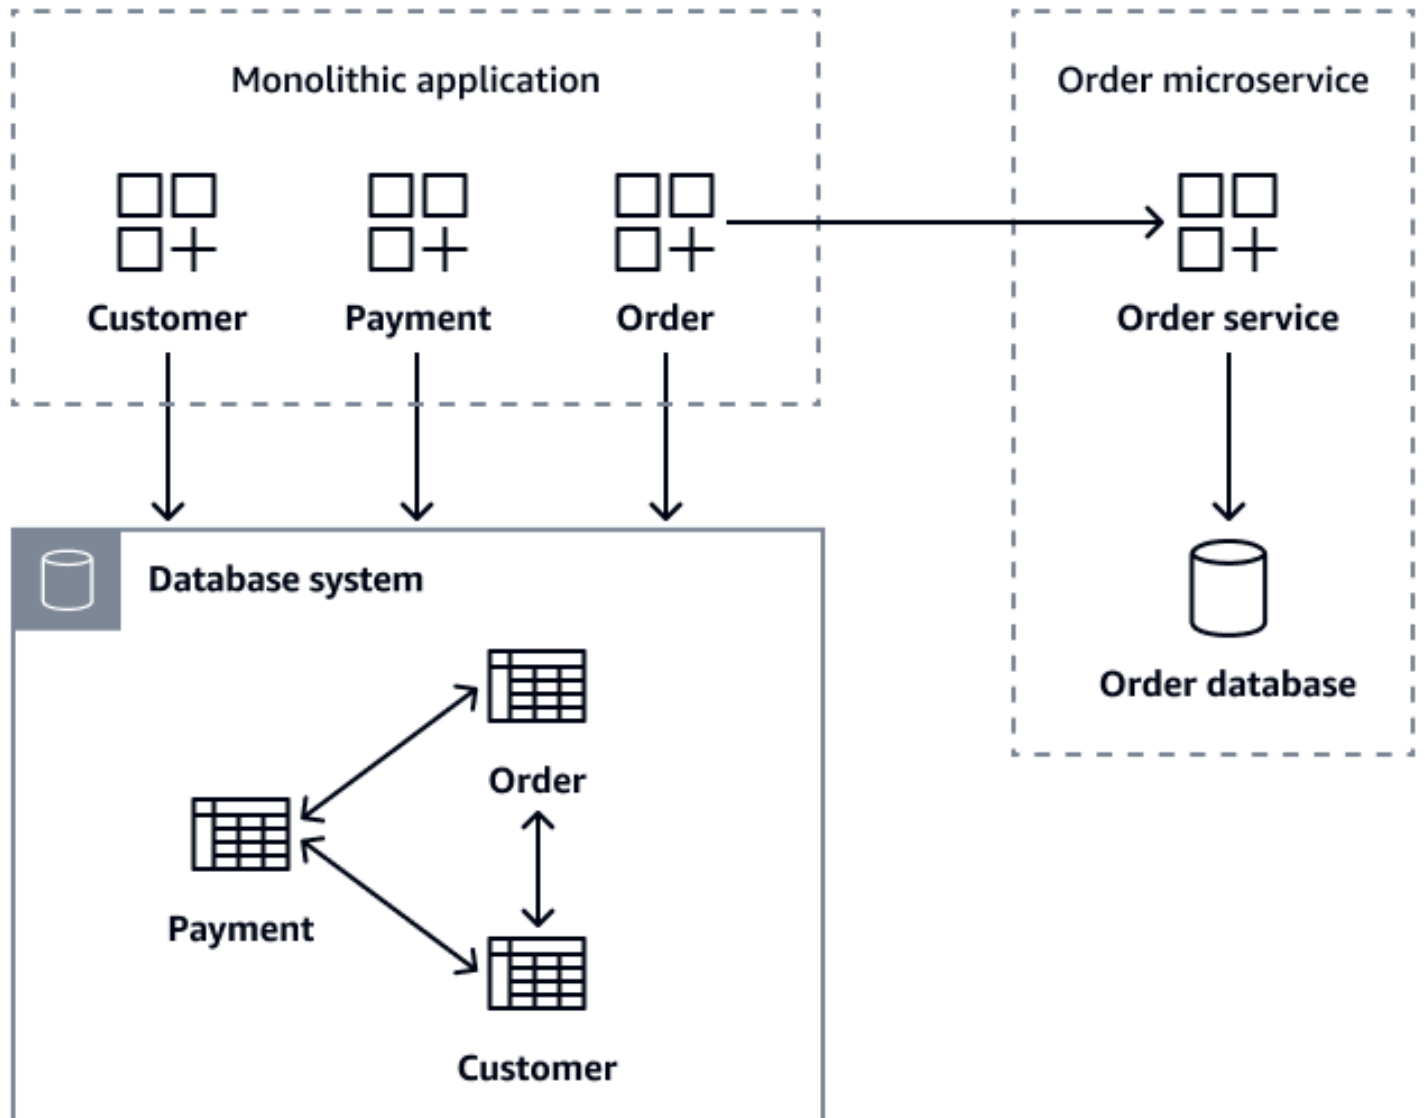 Monolithic application
Order microservice
Customer
Payment
Order
Order service
Database system
Order
Order database
Payment
Customer